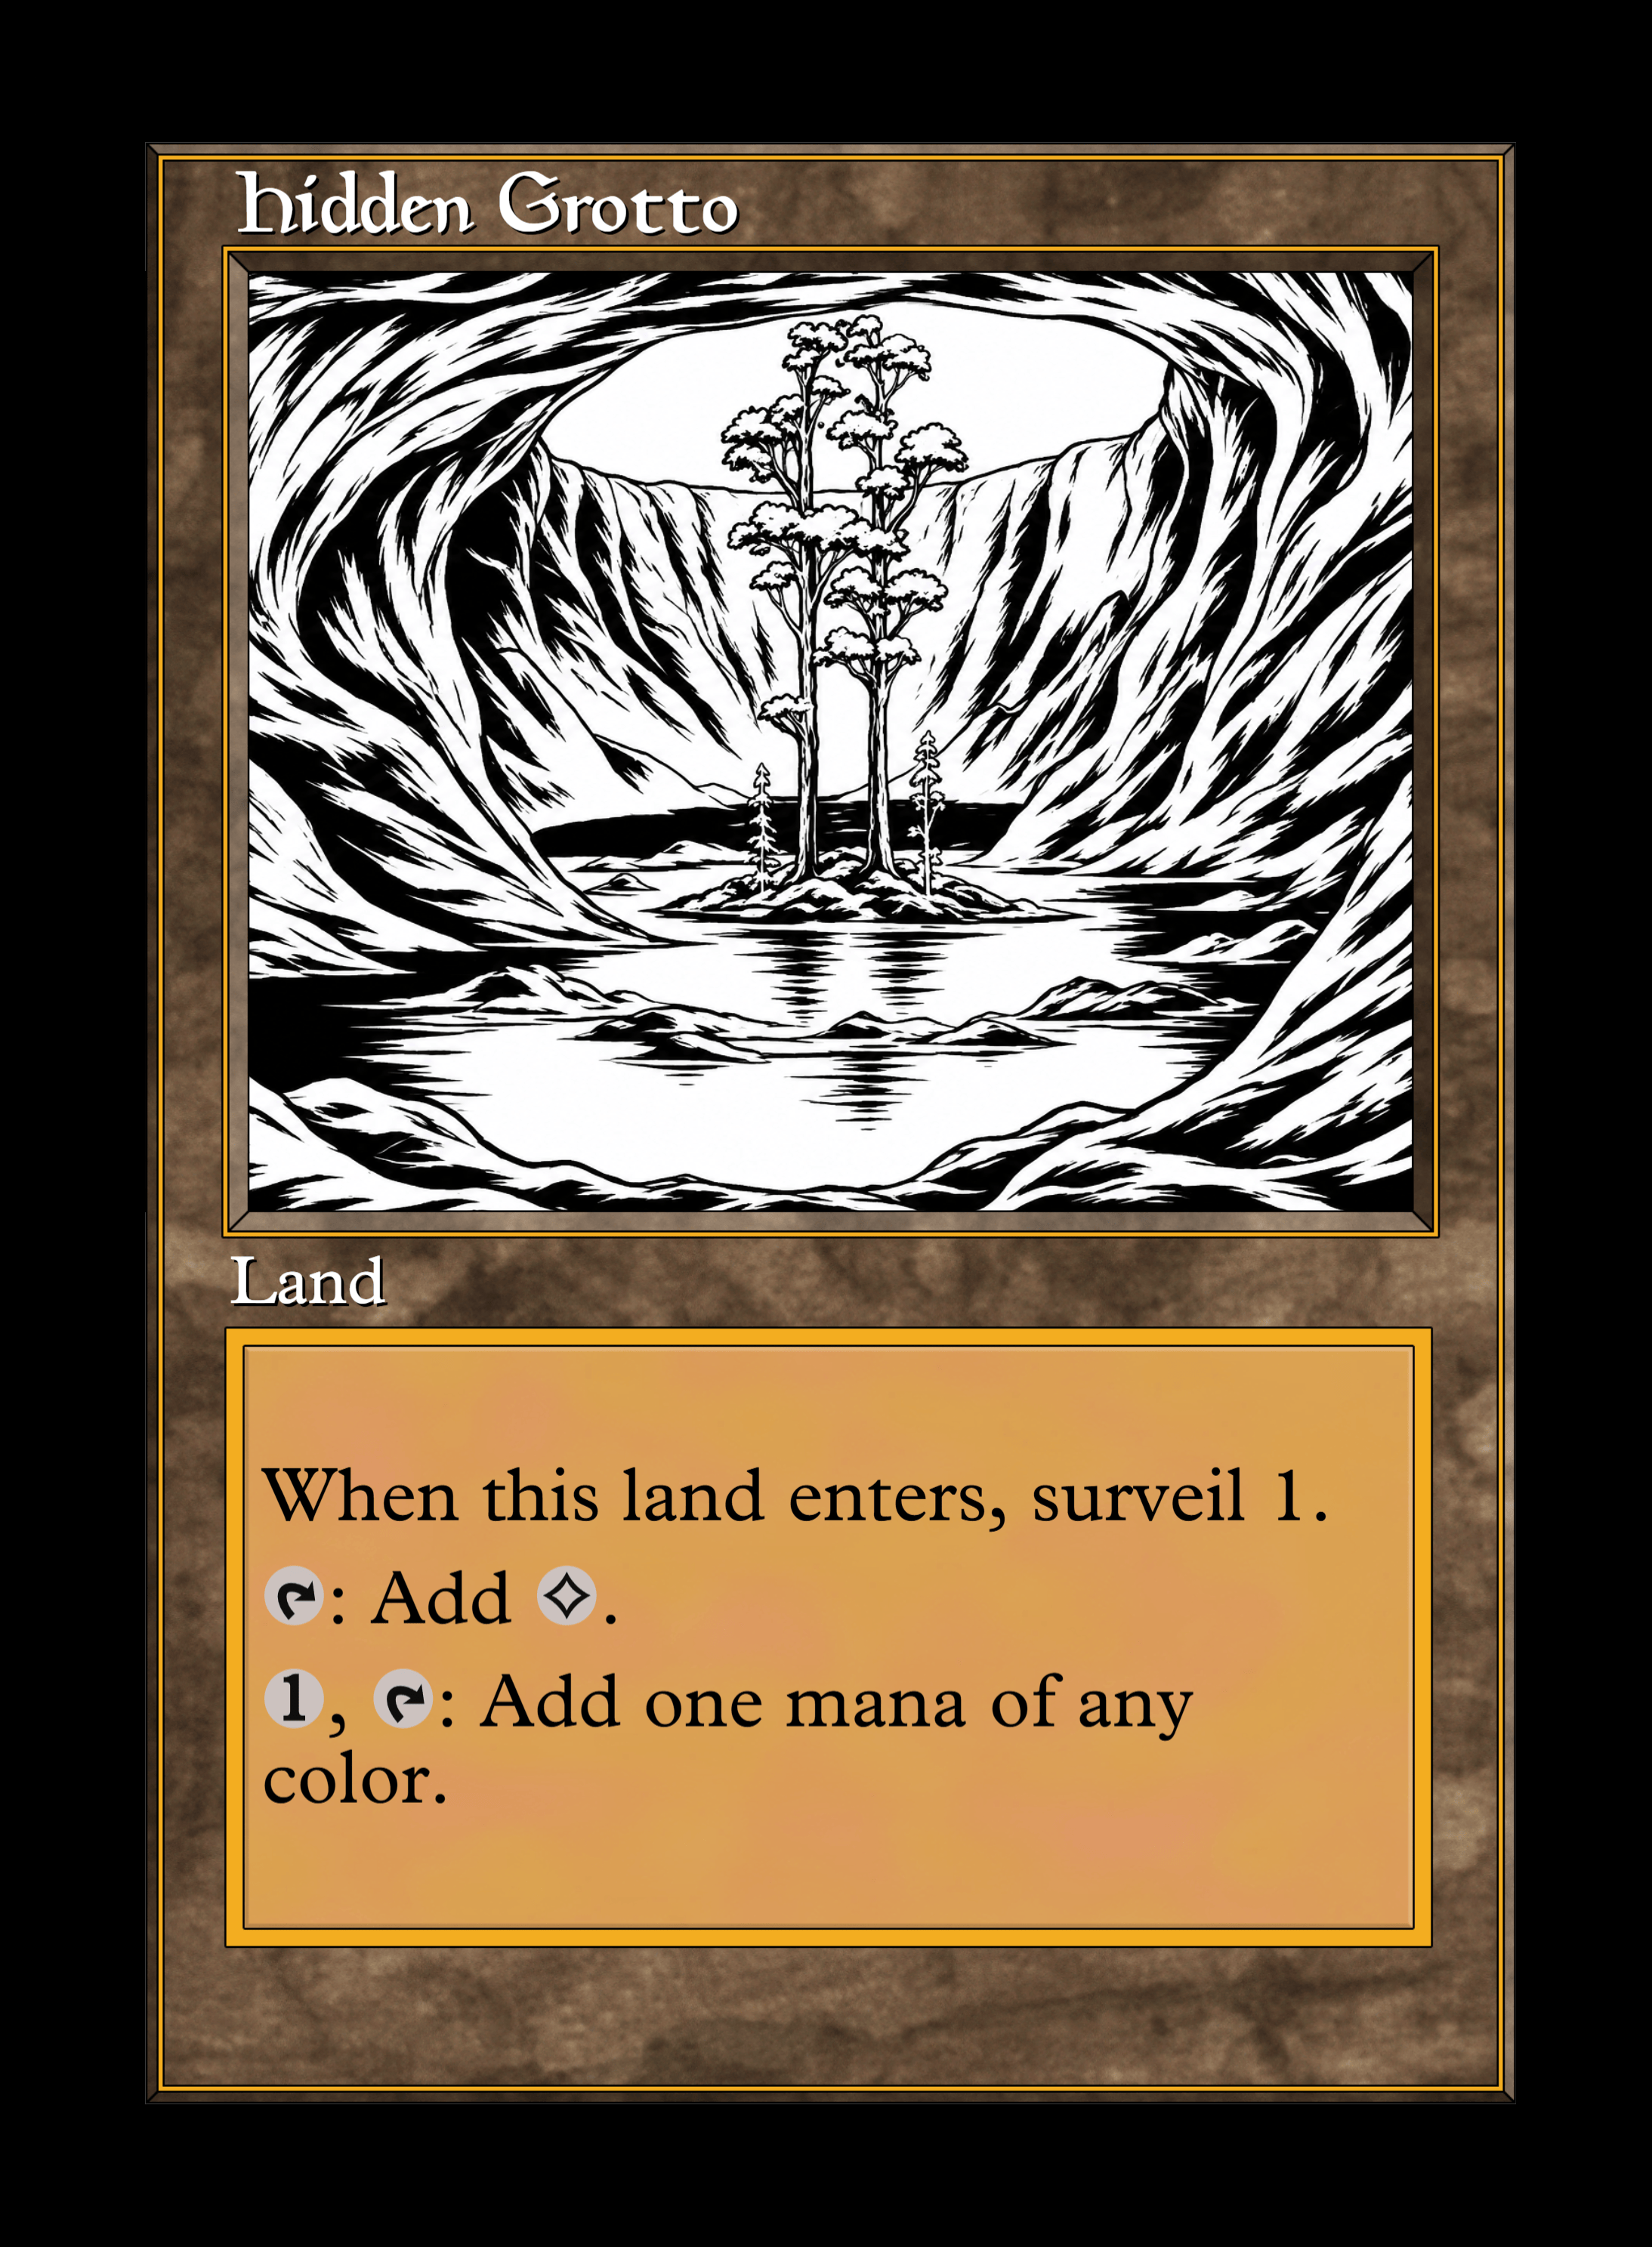 Hidden Grotto
Land
When this land enters, surveil 1.
: Add .
1, : Add one mana of any
color.